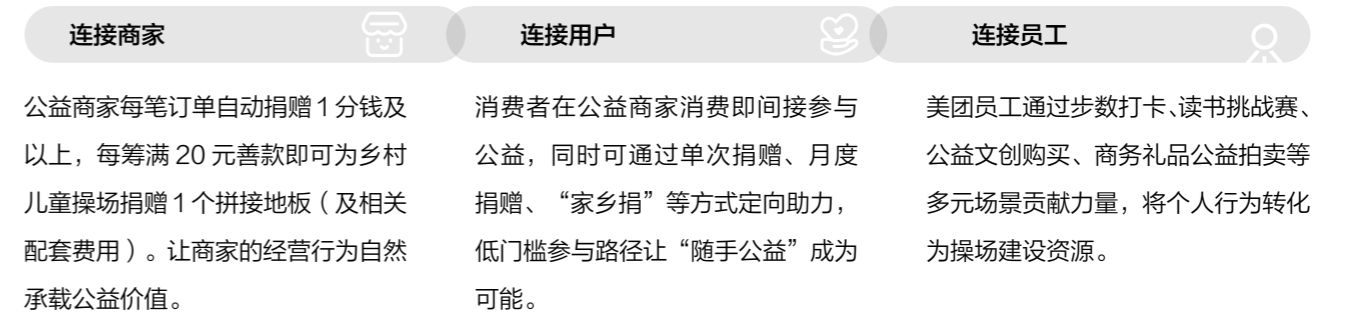 连接商家
公益商家每笔订单自动捐赠1分钱及
以上，每筹满 20 元善款即可为乡村
儿童操场捐赠1个拼接地板（及相关
配套费用）。让商家的经营行为自然
承载公益价值。
连接用户
消费者在公益商家消费即间接参与
公益，同时可通过单次捐赠、月度
捐赠、“家乡捐”等方式定向助力，
低门槛参与路径让“随手公益”成为
可能。
连接员工
美团员工通过步数打卡、读书挑战赛、
公益文创购买、商务礼品公益拍卖等
多元场景贡献力量，将个人行为转化
为操场建设资源。